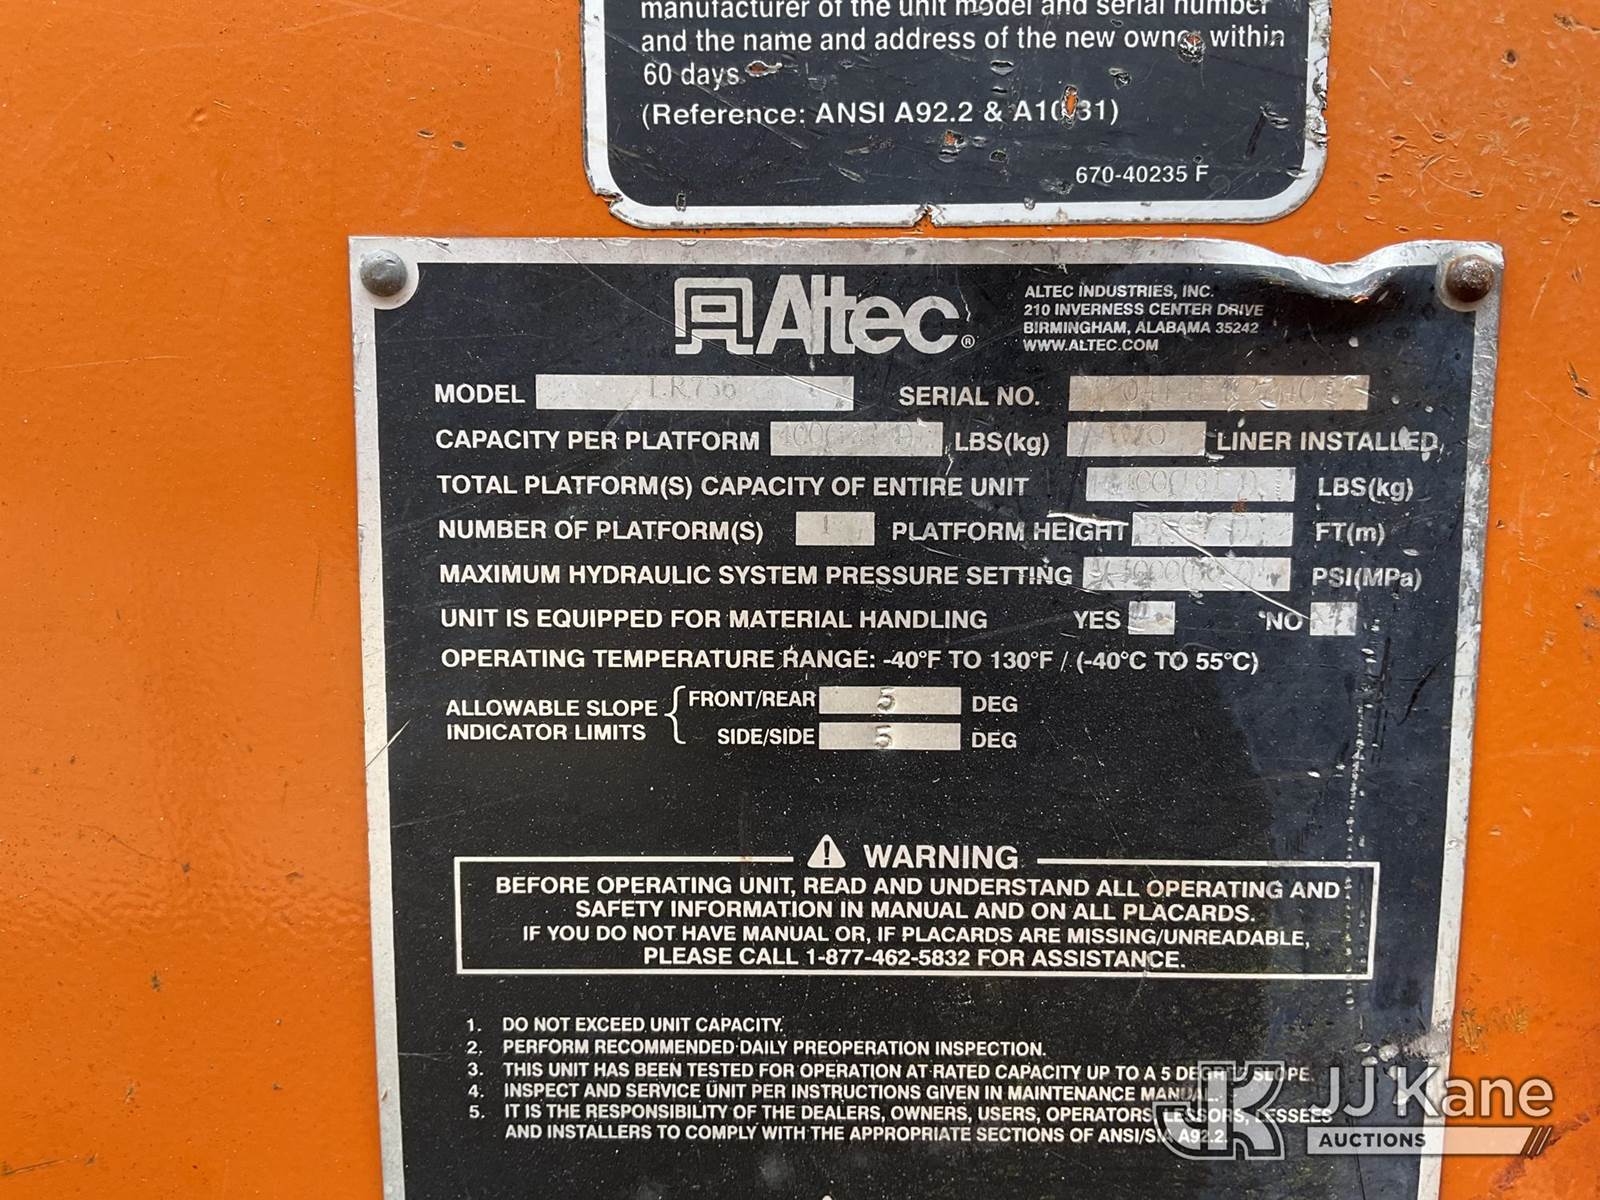 manufacturer of the unit model and serial number
and the name and address of the new owner within
60 days.
(Reference: ANSI A92.2 & A10.31)
670-40235 F
Altec®
ALTEC INDUSTRIES, INC.
210 INVERNESS CENTER DRIVE
BIRMINGHAM, ALABAMA 35242
WWW.ALTEC.COM
MODEL LR756 SERIAL NO.
CAPACITY PER PLATFORM LBS(kg) W/O LINER INSTALLED
TOTAL PLATFORM(S) CAPACITY OF ENTIRE UNIT LBS(kg)
NUMBER OF PLATFORM(S) 1 PLATFORM HEIGHT FT(m)
MAXIMUM HYDRAULIC SYSTEM PRESSURE SETTING PSI(MPa)
UNIT IS EQUIPPED FOR MATERIAL HANDLING YES NO
OPERATING TEMPERATURE RANGE: -40°F TO 130°F / (-40°C TO 55°C)
ALLOWABLE SLOPE INDICATOR LIMITS
FRONT/REAR 5 DEG
SIDE/SIDE 5 DEG
WARNING
BEFORE OPERATING UNIT, READ AND UNDERSTAND ALL OPERATING AND
SAFETY INFORMATION IN MANUAL AND ON ALL PLACARDS.
IF YOU DO NOT HAVE MANUAL OR, IF PLACARDS ARE MISSING/UNREADABLE,
PLEASE CALL 1-877-462-5832 FOR ASSISTANCE.
1. DO NOT EXCEED UNIT CAPACITY.
2. PERFORM RECOMMENDED DAILY PREOPERATION INSPECTION.
3. THIS UNIT HAS BEEN TESTED FOR OPERATION AT RATED CAPACITY UP TO A 5 DEGREE SLOPE.
4. INSPECT AND SERVICE UNIT PER INSTRUCTIONS GIVEN IN MAINTENANCE MANUAL.
5. IT IS THE RESPONSIBILITY OF THE DEALERS, OWNERS, USERS, OPERATORS, LESSORS, LESSEES
AND INSTALLERS TO COMPLY WITH THE APPROPRIATE SECTIONS OF ANSI/SIA A92.2.
JK JJ Kane
AUCTIONS